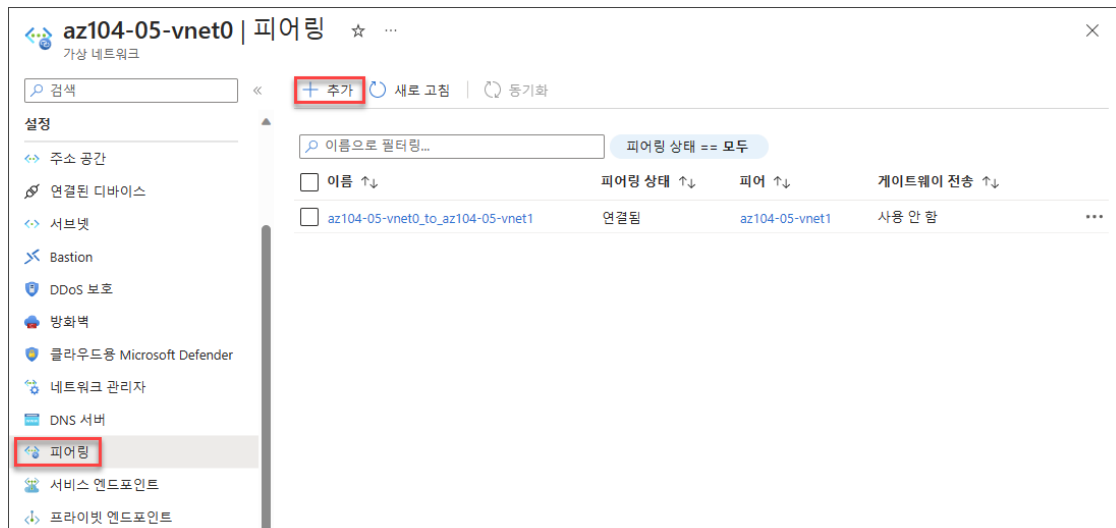 az104-05-vnet0 | 피어링
가상 네트워크
검색
추가 새로 고침 동기화
설정
주소 공간
연결된 디바이스
서브넷
Bastion
DDoS 보호
방화벽
클라우드용 Microsoft Defender
네트워크 관리자
DNS 서버
피어링
서비스 엔드포인트
프라이빗 엔드포인트
이름으로 필터링...
피어링 상태 == 모두
이름 피어링 상태 피어 게이트웨이 전송
az104-05-vnet0_to_az104-05-vnet1 연결됨 az104-05-vnet1 사용 안 함